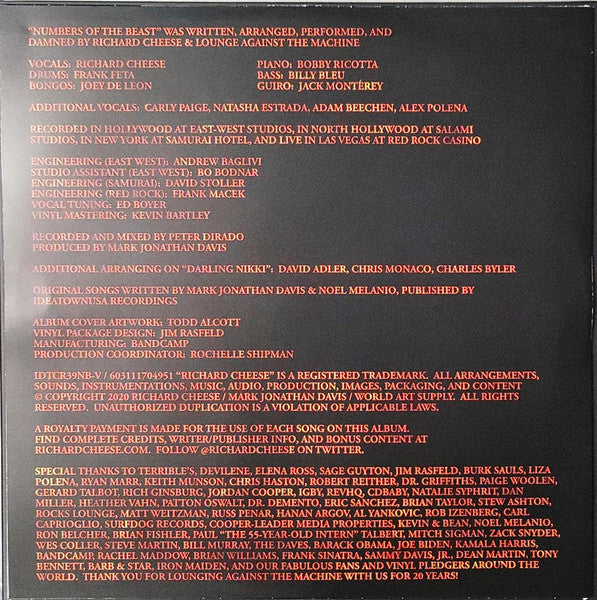 "NUMBERS OF THE BEAST" WAS WRITTEN, ARRANGED, PERFORMED, AND
DAMNED BY RICHARD CHEESE & LOUNGE AGAINST THE MACHINE
VOCALS: RICHARD CHEESE PIANO: BOBBY RICOTTA
DRUMS: FRANK FETA BASS: BILLY BLEU
BONGOS: JOEY DE LEON GUIRO: JACK MONTÉREY
ADDITIONAL VOCALS: CARLY PAIGE, NATASHA ESTRADA, ADAM BEECHEN, ALEX POLENA
RECORDED IN HOLLYWOOD AT EAST-WEST STUDIOS, IN NORTH HOLLYWOOD AT SALAMI
STUDIOS, IN NEW YORK AT SAMURAI HOTEL, AND LIVE IN LAS VEGAS AT RED ROCK CASINO
ENGINEERING (EAST WEST): ANDREW BAGLIVI
STUDIO ASSISTANT (EAST WEST): BO BODNAR
ENGINEERING (SAMURAI): DAVID STOLLER
ENGINEERING (RED ROCK): FRANK MACEK
VOCAL TUNING: ED BOYER
VINYL MASTERING: KEVIN BARTLEY
RECORDED AND MIXED BY PETER DIRADO
PRODUCED BY MARK JONATHAN DAVIS
ADDITIONAL ARRANGING ON "DARLING NIKKI": DAVID ADLER, CHRIS MONACO, CHARLES BYLER
ORIGINAL SONGS WRITTEN BY MARK JONATHAN DAVIS & NOEL MELANIO, PUBLISHED BY
IDEATOWNUSA RECORDINGS
ALBUM COVER ARTWORK: TODD ALCOTT
VINYL PACKAGE DESIGN: JIM RASFELD
MANUFACTURING: BANDCAMP
PRODUCTION COORDINATOR: ROCHELLE SHIPMAN
IDTCR39NB-V / 603111704951 "RICHARD CHEESE" IS A REGISTERED TRADEMARK. ALL ARRANGEMENTS,
SOUNDS, INSTRUMENTATIONS, MUSIC, AUDIO, PRODUCTION, IMAGES, PACKAGING, AND CONTENT
© COPYRIGHT 2020 RICHARD CHEESE / MARK JONATHAN DAVIS / WORLD ART SUPPLY. ALL RIGHTS
RESERVED. UNAUTHORIZED DUPLICATION IS A VIOLATION OF APPLICABLE LAWS.
A ROYALTY PAYMENT IS MADE FOR THE USE OF EACH SONG ON THIS ALBUM.
FIND COMPLETE CREDITS, WRITER/PUBLISHER INFO, AND BONUS CONTENT AT
RICHARDCHEESE.COM. FOLLOW @RICHARDCHEESE ON TWITTER.
SPECIAL THANKS TO TERRIBLE'S, DEVILENE, ELENA ROSS, SAGE GUYTON, JIM RASFELD, BURK SAULS, LIZA
POLENA, RYAN MARR, KEITH MUNSON, CHRIS HASTON, ROBERT REITHER, DR. GRIFFITHS, PAIGE WOOLEN,
GERARD TALBOT, RICH GINSBURG, JORDAN COOPER, IGBY, REVHQ, CDBABY, NATALIE SYPHRIT, DAN
MILLER, HEATHER VAHN, PATTON OSWALT, DR. DEMENTO, ERIC SANCHEZ, BRIAN TAYLOR, STEW ASHTON,
ROCKS LOUNGE, MATT WEITZMAN, RUSS PENAR, HANAN ARGOV, AL YANKOVIC, ROB IZENBERG, CARL
CAPRIOGLIO, SURFDOG RECORDS, COOPER-LEADER MEDIA PROPERTIES, KEVIN & BEAN, NOEL MELANIO,
RON BELCHER, BRIAN FISHLER, PAUL "THE 55-YEAR-OLD INTERN" TALBERT, MITCH SIGMAN, ZACK SNYDER,
WES COLLER, STEVE MARTIN, BILL MURRAY, THE DAVES, BARACK OBAMA, JOE BIDEN, KAMALA HARRIS,
BANDCAMP, RACHEL MADDOW, BRIAN WILLIAMS, FRANK SINATRA, SAMMY DAVIS, JR., DEAN MARTIN, TONY
BENNETT, BARB & STAR, IRON MAIDEN, AND OUR FABULOUS FANS AND VINYL PLEDGERS AROUND THE
WORLD. THANK YOU FOR LOUNGING AGAINST THE MACHINE WITH US FOR 20 YEARS!